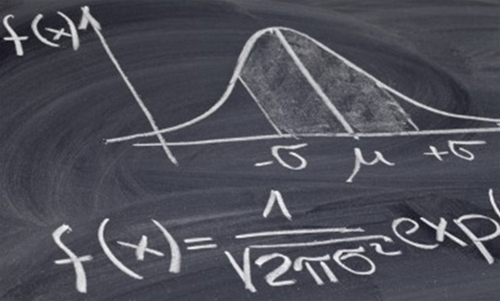 f(x)
-σ μ +σ
f(x) = 1/√2πσ² exp(